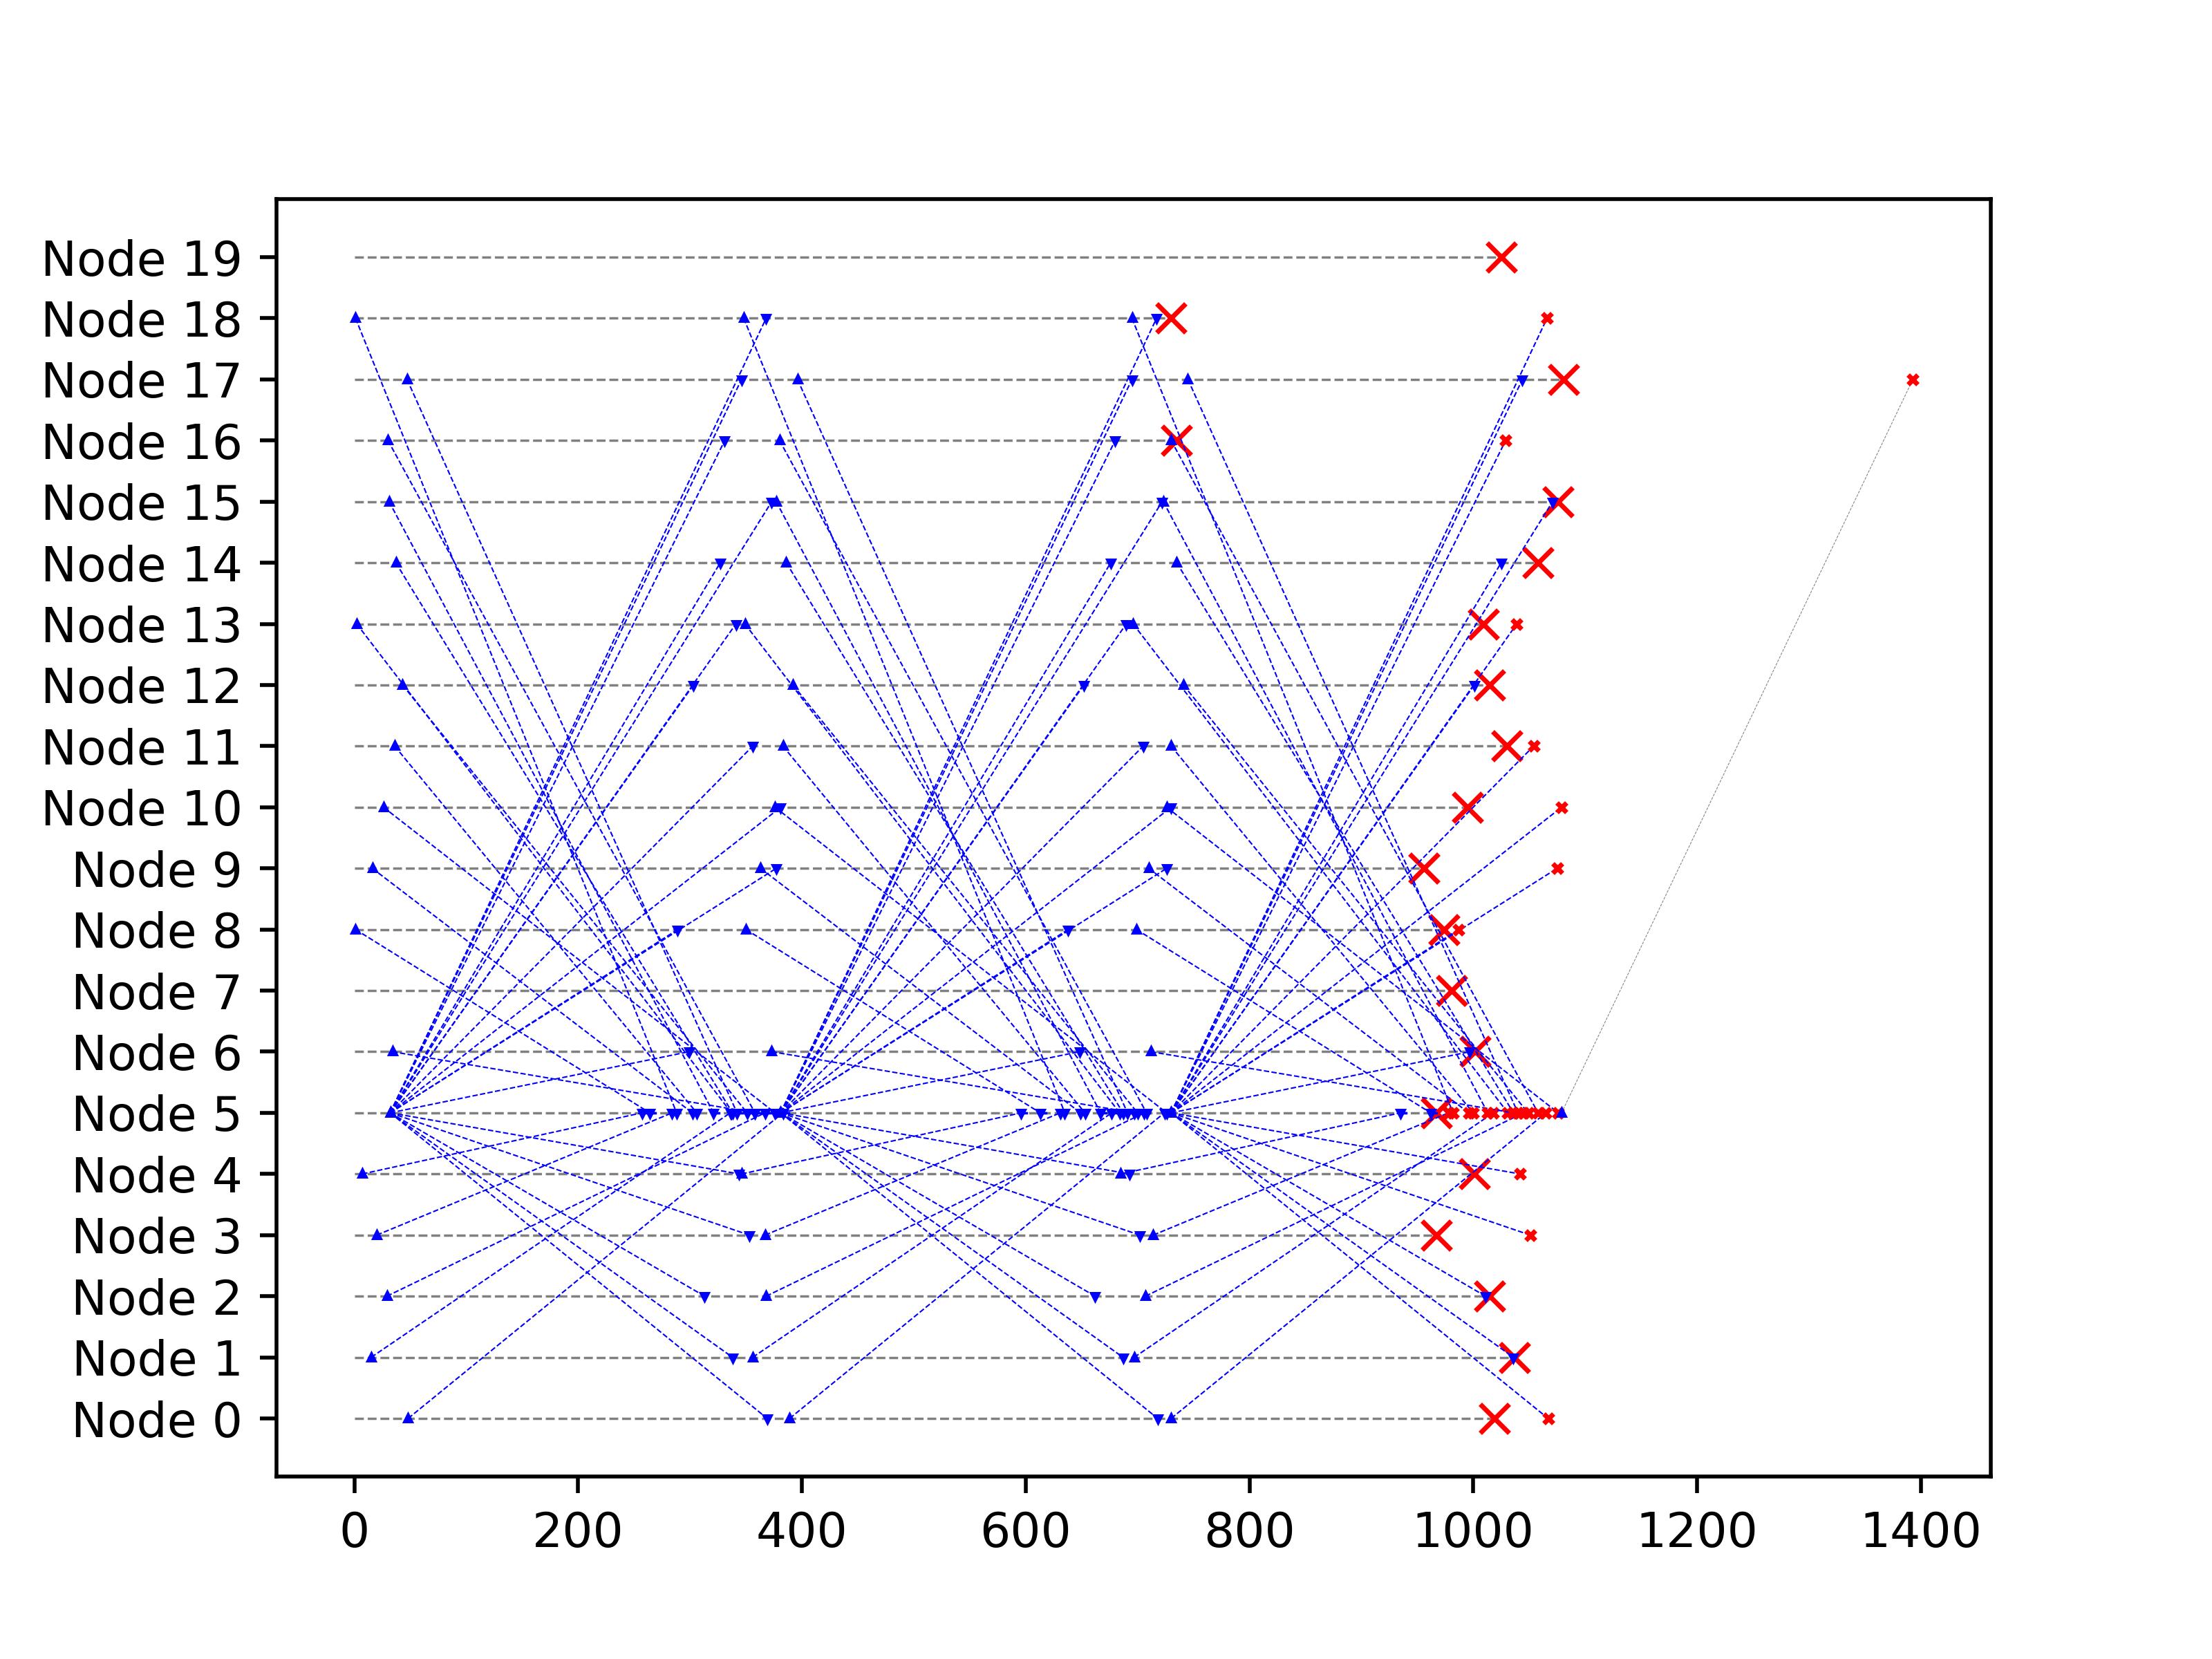 Node 19
Node 18
Node 17
Node 16
Node 15
Node 14
Node 13
Node 12
Node 11
Node 10
Node 9
Node 8
Node 7
Node 6
Node 5
Node 4
Node 3
Node 2
Node 1
Node 0
0 200 400 600 800 1000 1200 1400